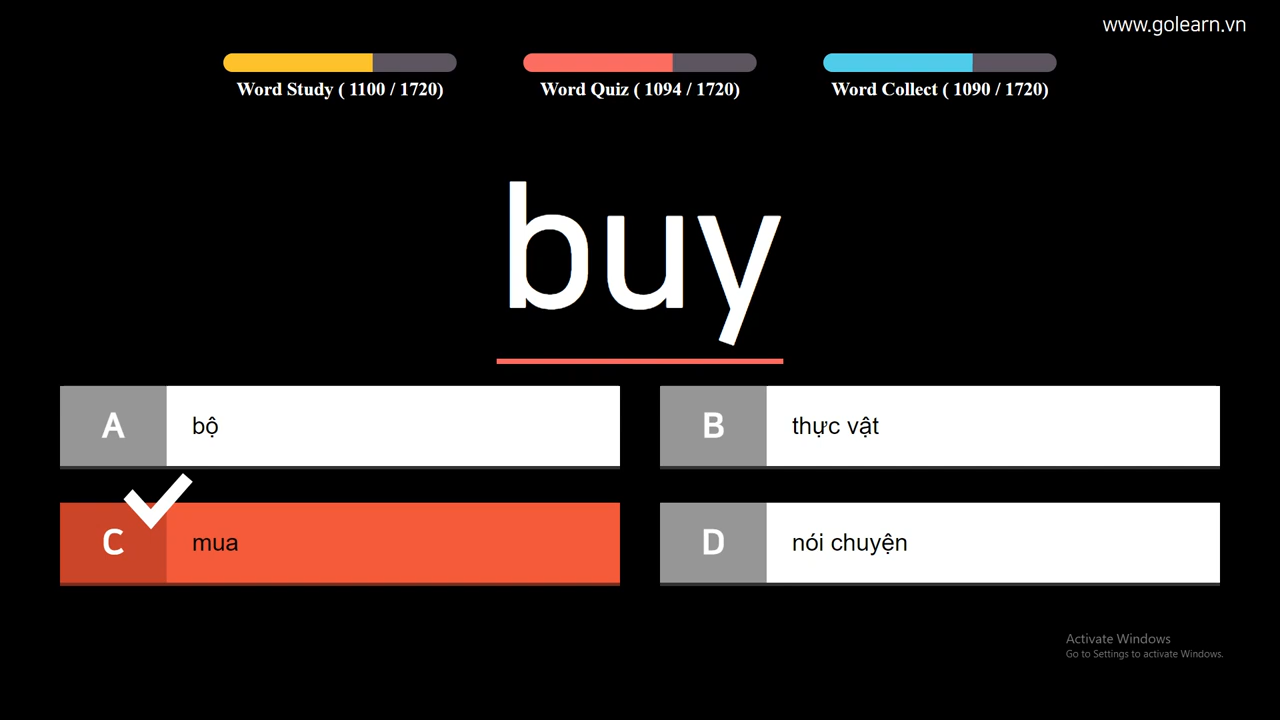 www.golearn.vn
Word Study ( 1100 / 1720)
Word Quiz ( 1094 / 1720)
Word Collect ( 1090 / 1720)
buy
A bộ
B thực vật
C mua
D nói chuyện
Activate Windows
Go to Settings to activate Windows.